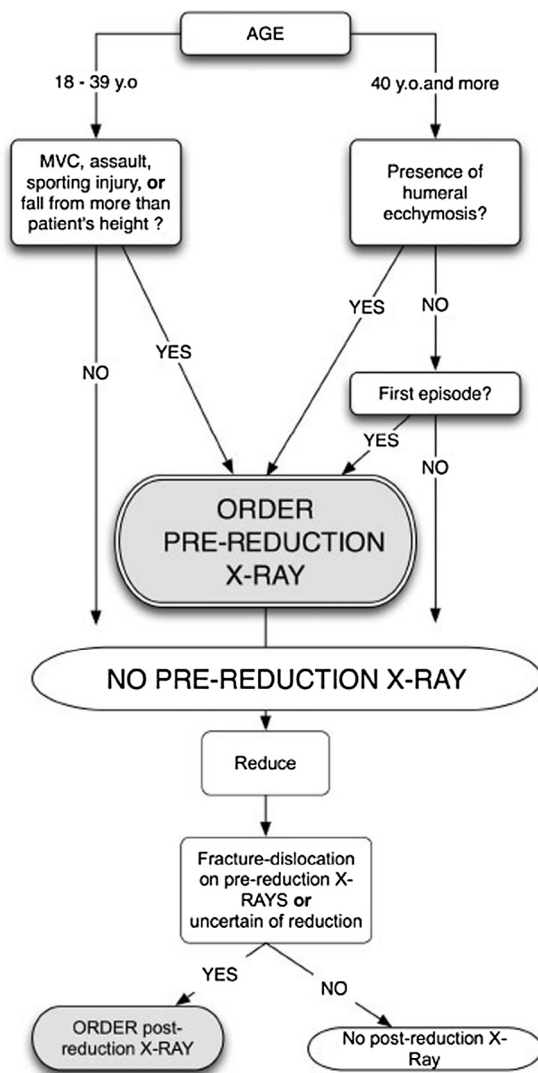 AGE
18 - 39 y.o
40 y.o.and more
MVC, assault,
sporting injury, or
fall from more than
patient's height ?
Presence of
humeral
ecchymosis?
YES
NO
YES
NO
First episode?
YES
NO
ORDER
PRE-REDUCTION
X-RAY
NO PRE-REDUCTION X-RAY
Reduce
Fracture-dislocation
on pre-reduction X-
RAYS or
uncertain of reduction
YES
NO
ORDER post-
reduction X-RAY
No post-reduction X-
Ray